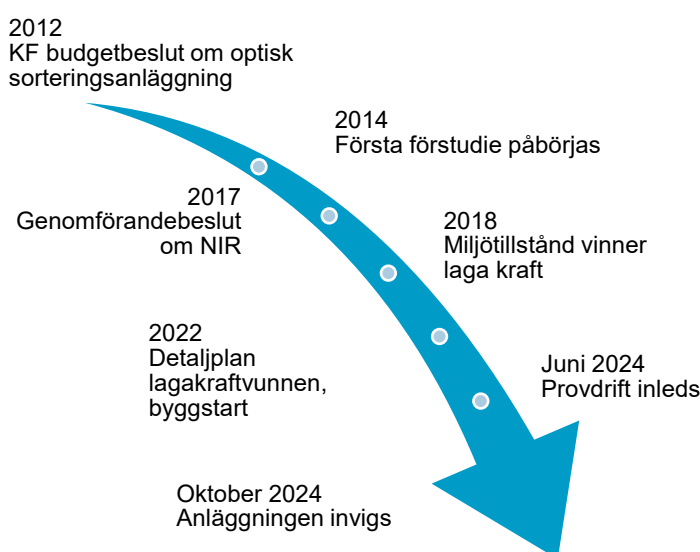 2012
KF budgetbeslut om optisk
sorteringsanläggning
2014
Första förstudie påbörjas
2017
Genomförandebeslut
om NIR
2018
Miljötillstånd vinner
laga kraft
2022
Detaljplan
lagakraftvunnen,
byggstart
Juni 2024
Provdrift inleds
Oktober 2024
Anläggningen invigs